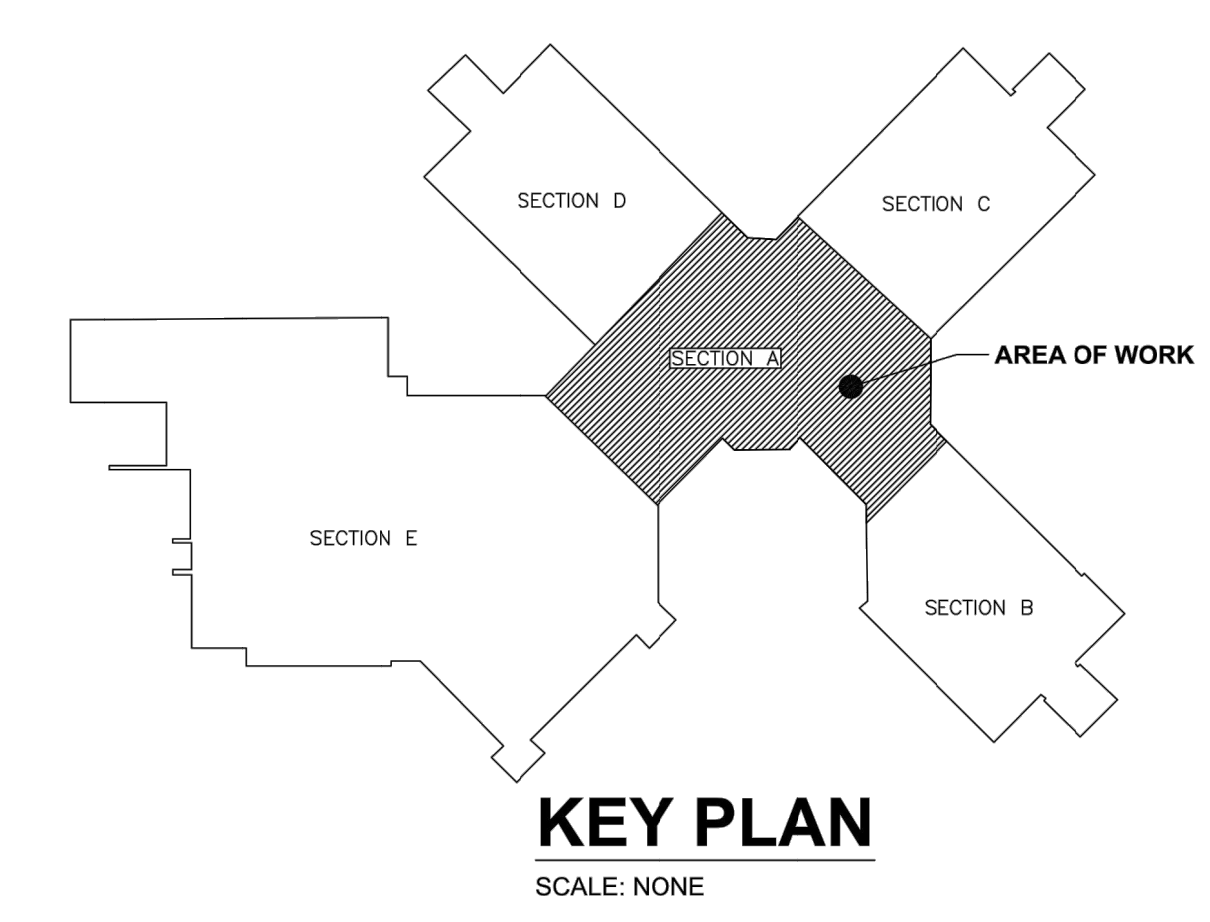 SECTION D
SECTION C
SECTION A
AREA OF WORK
SECTION E
SECTION B
KEY PLAN
SCALE: NONE